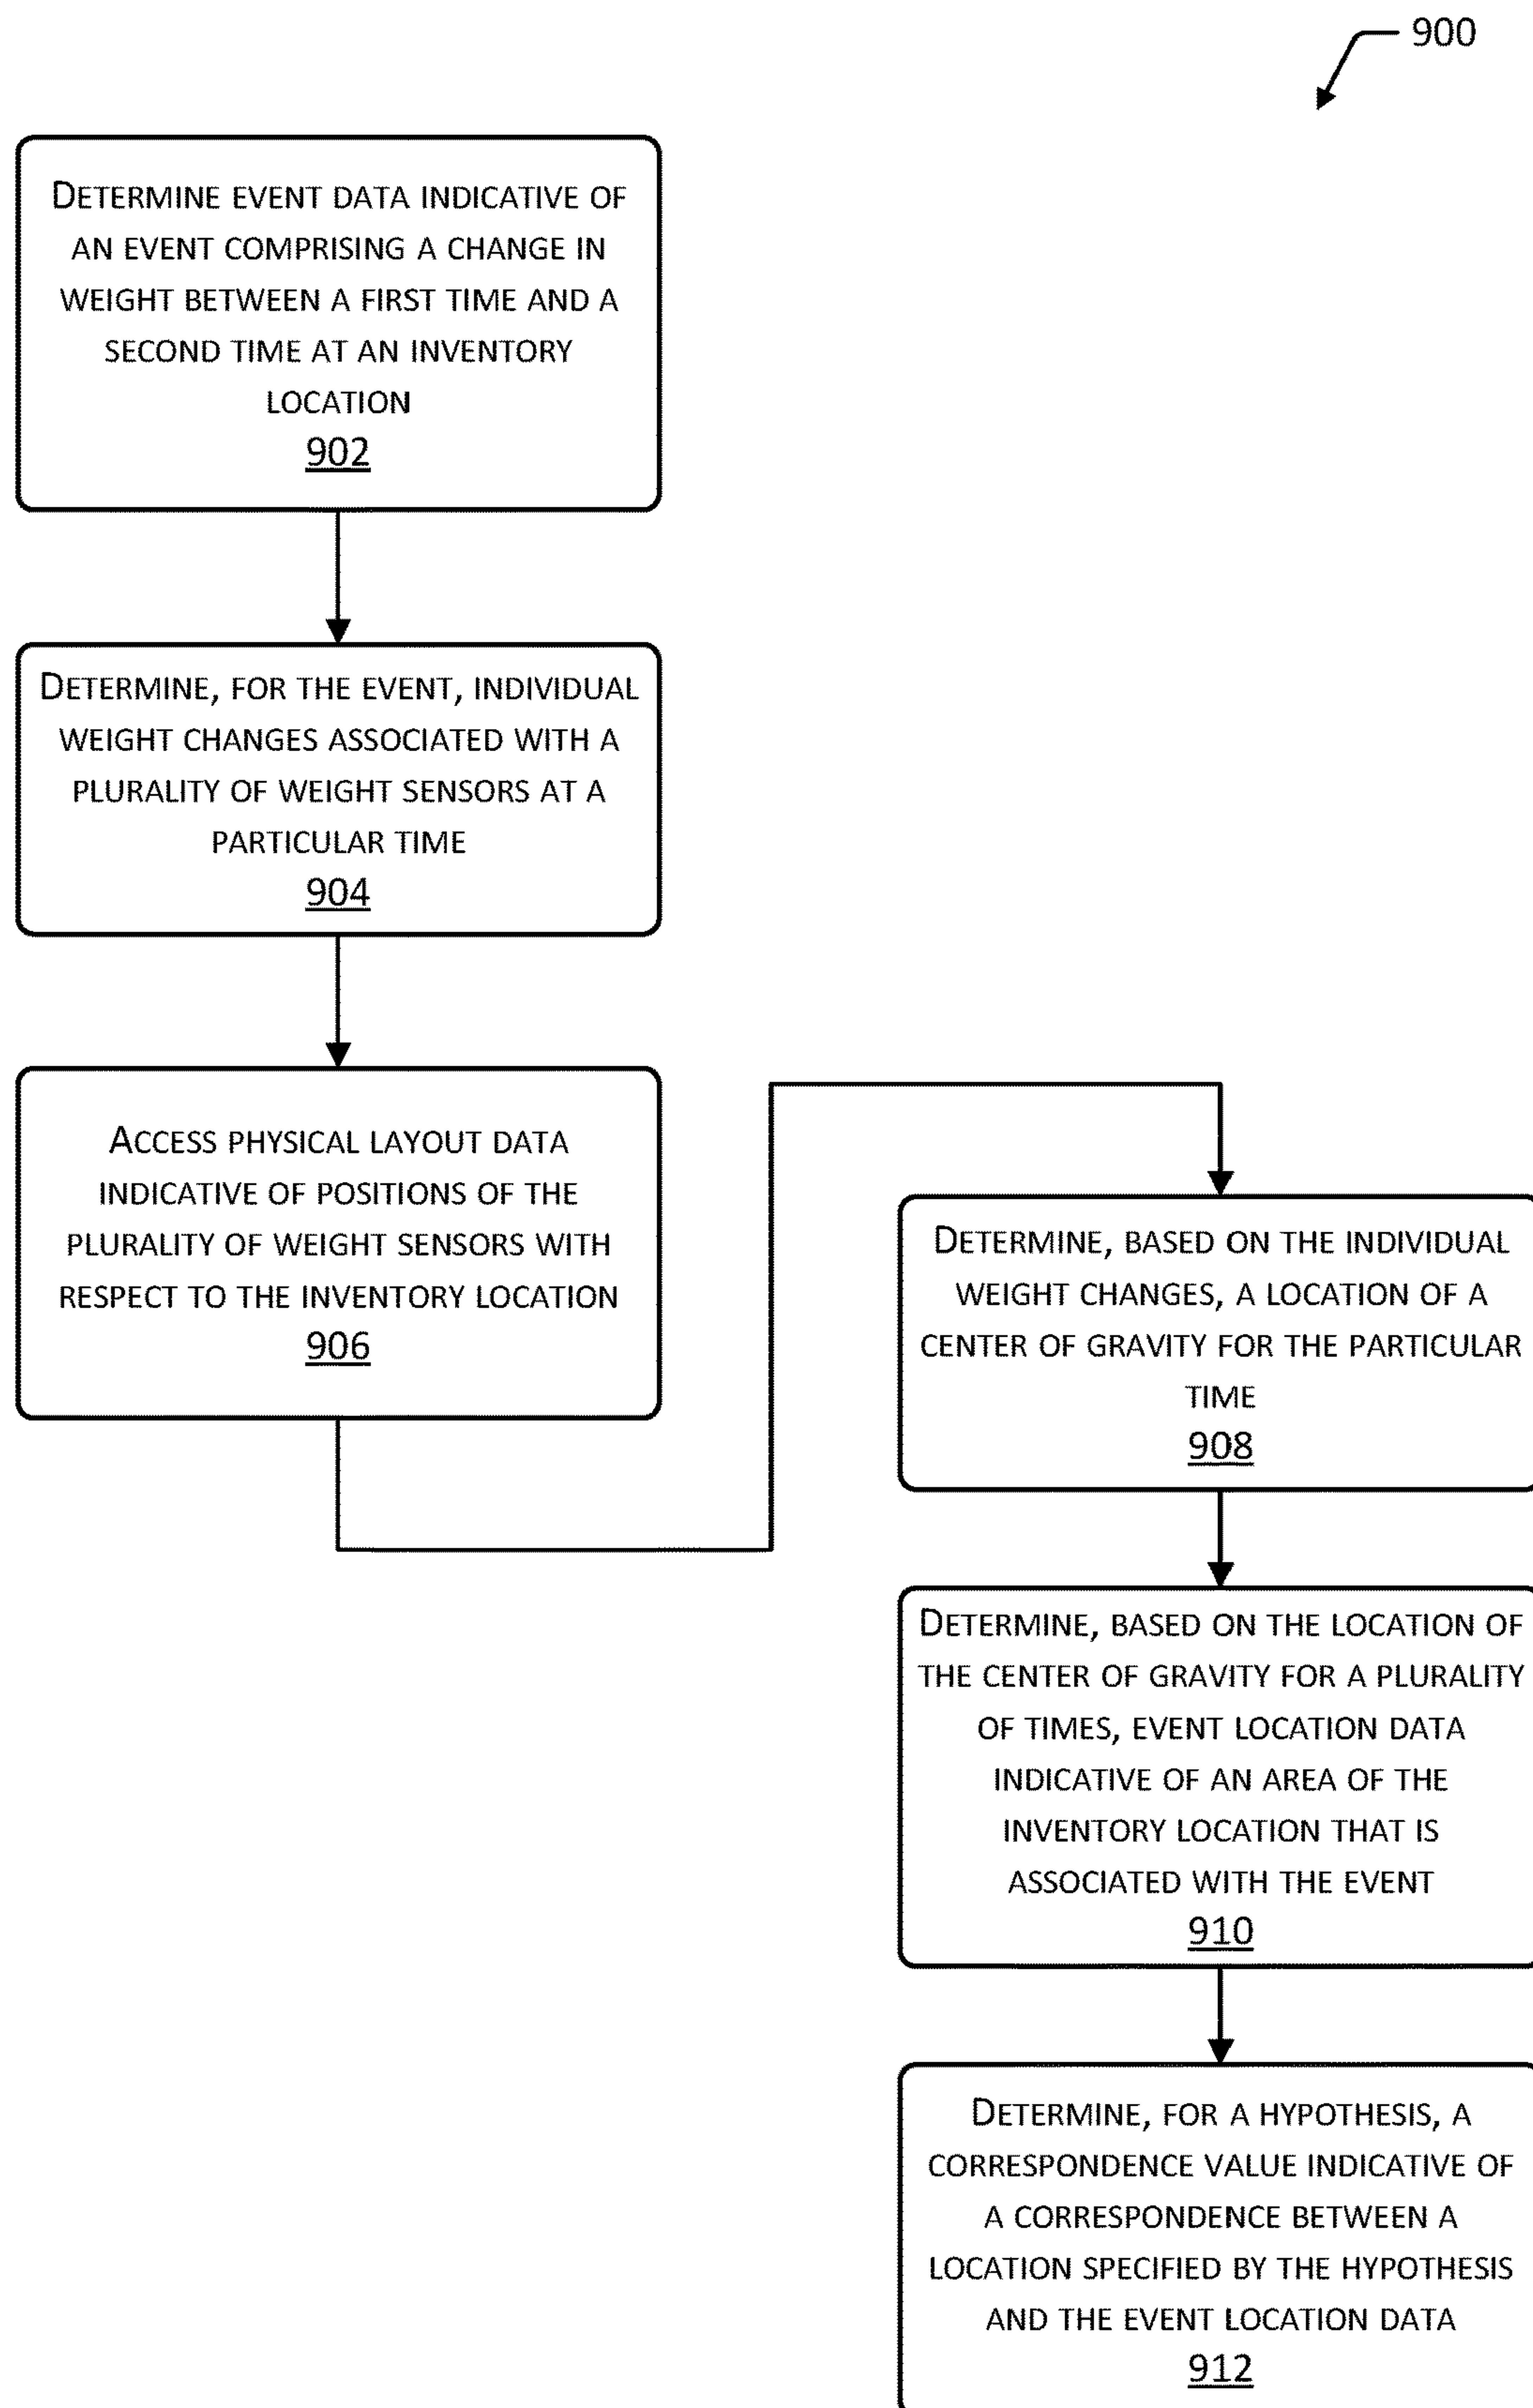 900
Determine event data indicative of
an event comprising a change in
weight between a first time and a
second time at an inventory
location
902
Determine, for the event, individual
weight changes associated with a
plurality of weight sensors at a
particular time
904
Access physical layout data
indicative of positions of the
plurality of weight sensors with
respect to the inventory location
906
Determine, based on the individual
weight changes, a location of a
center of gravity for the particular
time
908
Determine, based on the location of
the center of gravity for a plurality
of times, event location data
indicative of an area of the
inventory location that is
associated with the event
910
Determine, for a hypothesis, a
correspondence value indicative of
a correspondence between a
location specified by the hypothesis
and the event location data
912